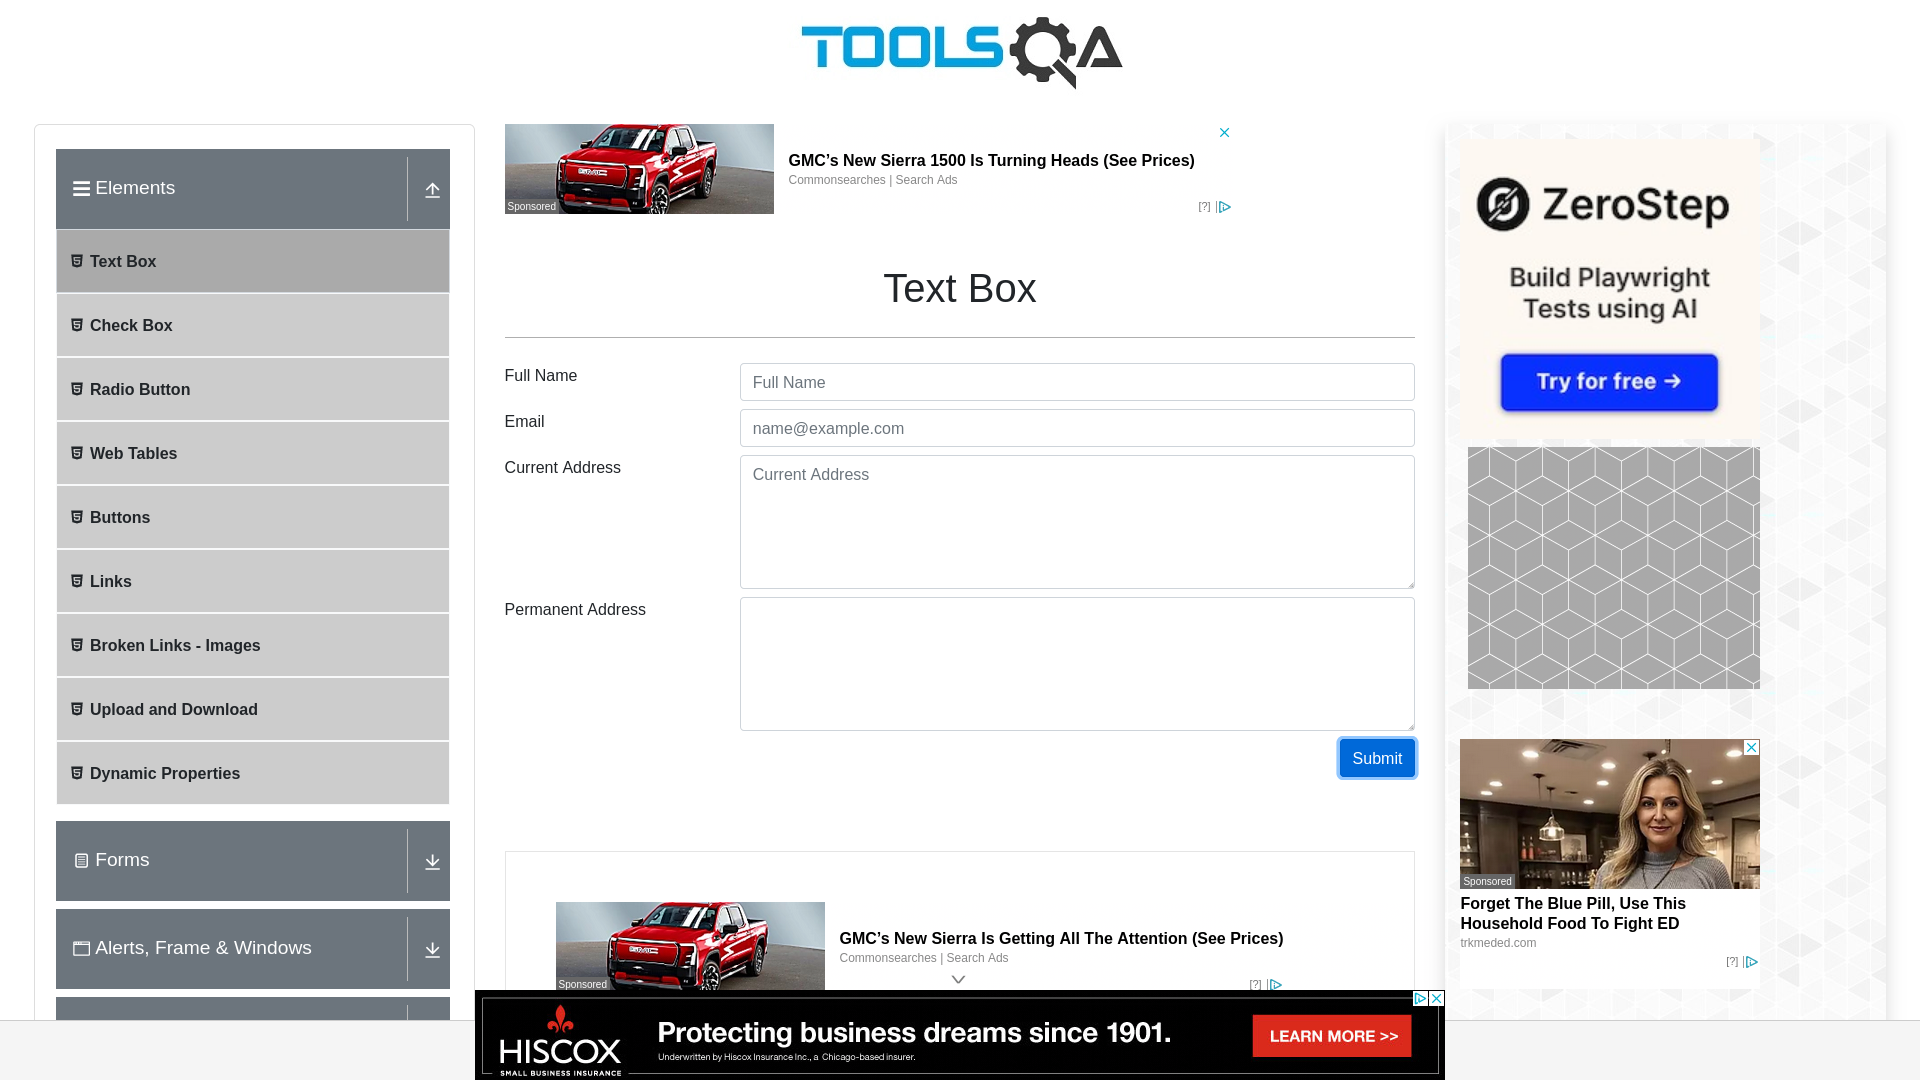 TOOLSQA
Elements
Text Box
Check Box
Radio Button
Web Tables
Buttons
Links
Broken Links - Images
Upload and Download
Dynamic Properties
Forms
Alerts, Frame & Windows
Sponsored
GMC’s New Sierra 1500 Is Turning Heads (See Prices)
Commonsearches | Search Ads
[?]
Text Box
Full Name
Full Name
Email
name@example.com
Current Address
Current Address
Permanent Address
Submit
Sponsored
GMC’s New Sierra Is Getting All The Attention (See Prices)
Commonsearches | Search Ads
[?]
ZeroStep
Build Playwright
Tests using AI
Try for free →
Sponsored
Forget The Blue Pill, Use This
Household Food To Fight ED
trkmeded.com
[?]
HISCOX
SMALL BUSINESS INSURANCE
Protecting business dreams since 1901.
Underwritten by Hiscox Insurance Inc., a Chicago-based insurer.
LEARN MORE >>